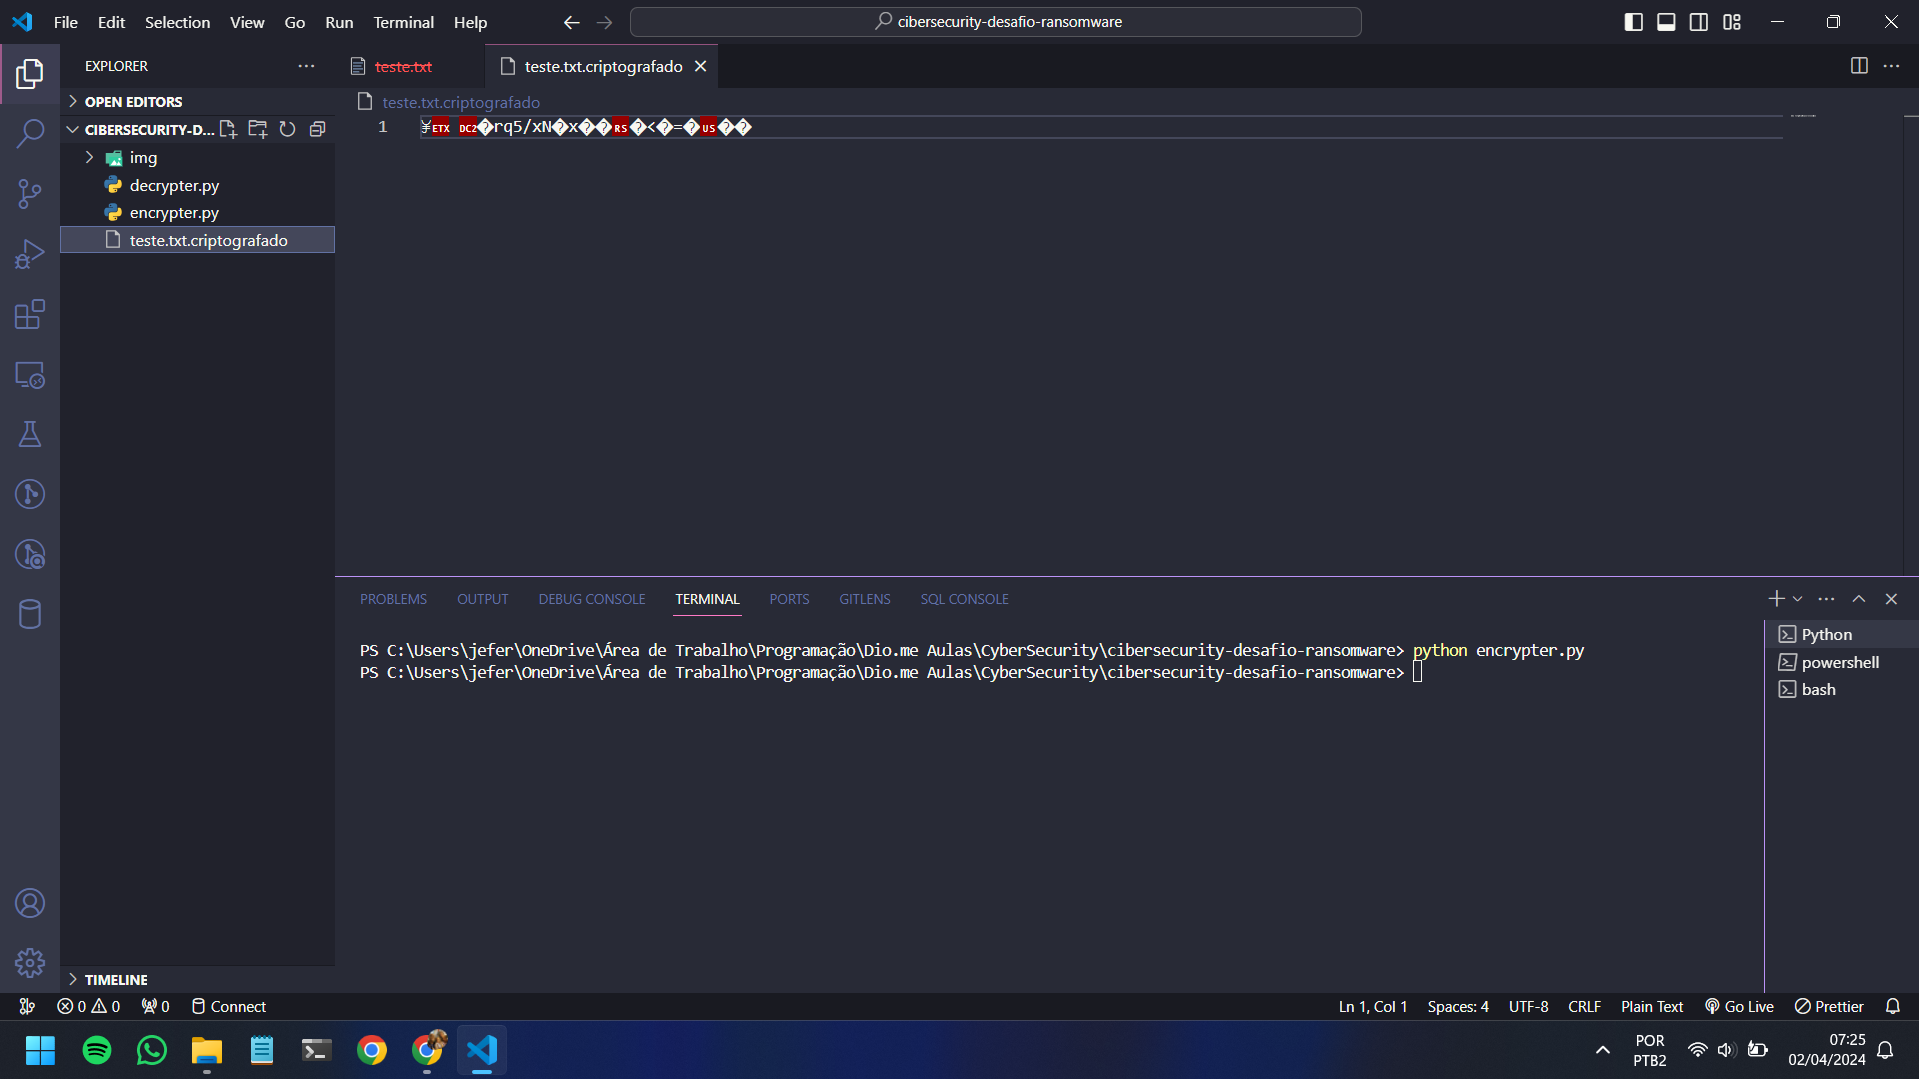 File Edit Selection View Go Run Terminal Help
cibersecurity-desafio-ransomware
EXPLORER
teste.txt
teste.txt.criptografado
OPEN EDITORS
CIBERSECURITY-D...
img
decrypter.py
encrypter.py
teste.txt.criptografado
TIMELINE
teste.txt.criptografado
1 ¥ETX DC2�rq5/xN�x��RS�<�=�US��
PROBLEMS OUTPUT DEBUG CONSOLE TERMINAL PORTS GITLENS SQL CONSOLE
PS C:\Users\jefer\OneDrive\Área de Trabalho\Programação\Dio.me Aulas\CyberSecurity\cibersecurity-desafio-ransomware> python encrypter.py
PS C:\Users\jefer\OneDrive\Área de Trabalho\Programação\Dio.me Aulas\CyberSecurity\cibersecurity-desafio-ransomware>
Python
powershell
bash
0 0 0 Connect
Ln 1, Col 1 Spaces: 4 UTF-8 CRLF Plain Text Go Live Prettier
POR
PTB2
07:25
02/04/2024